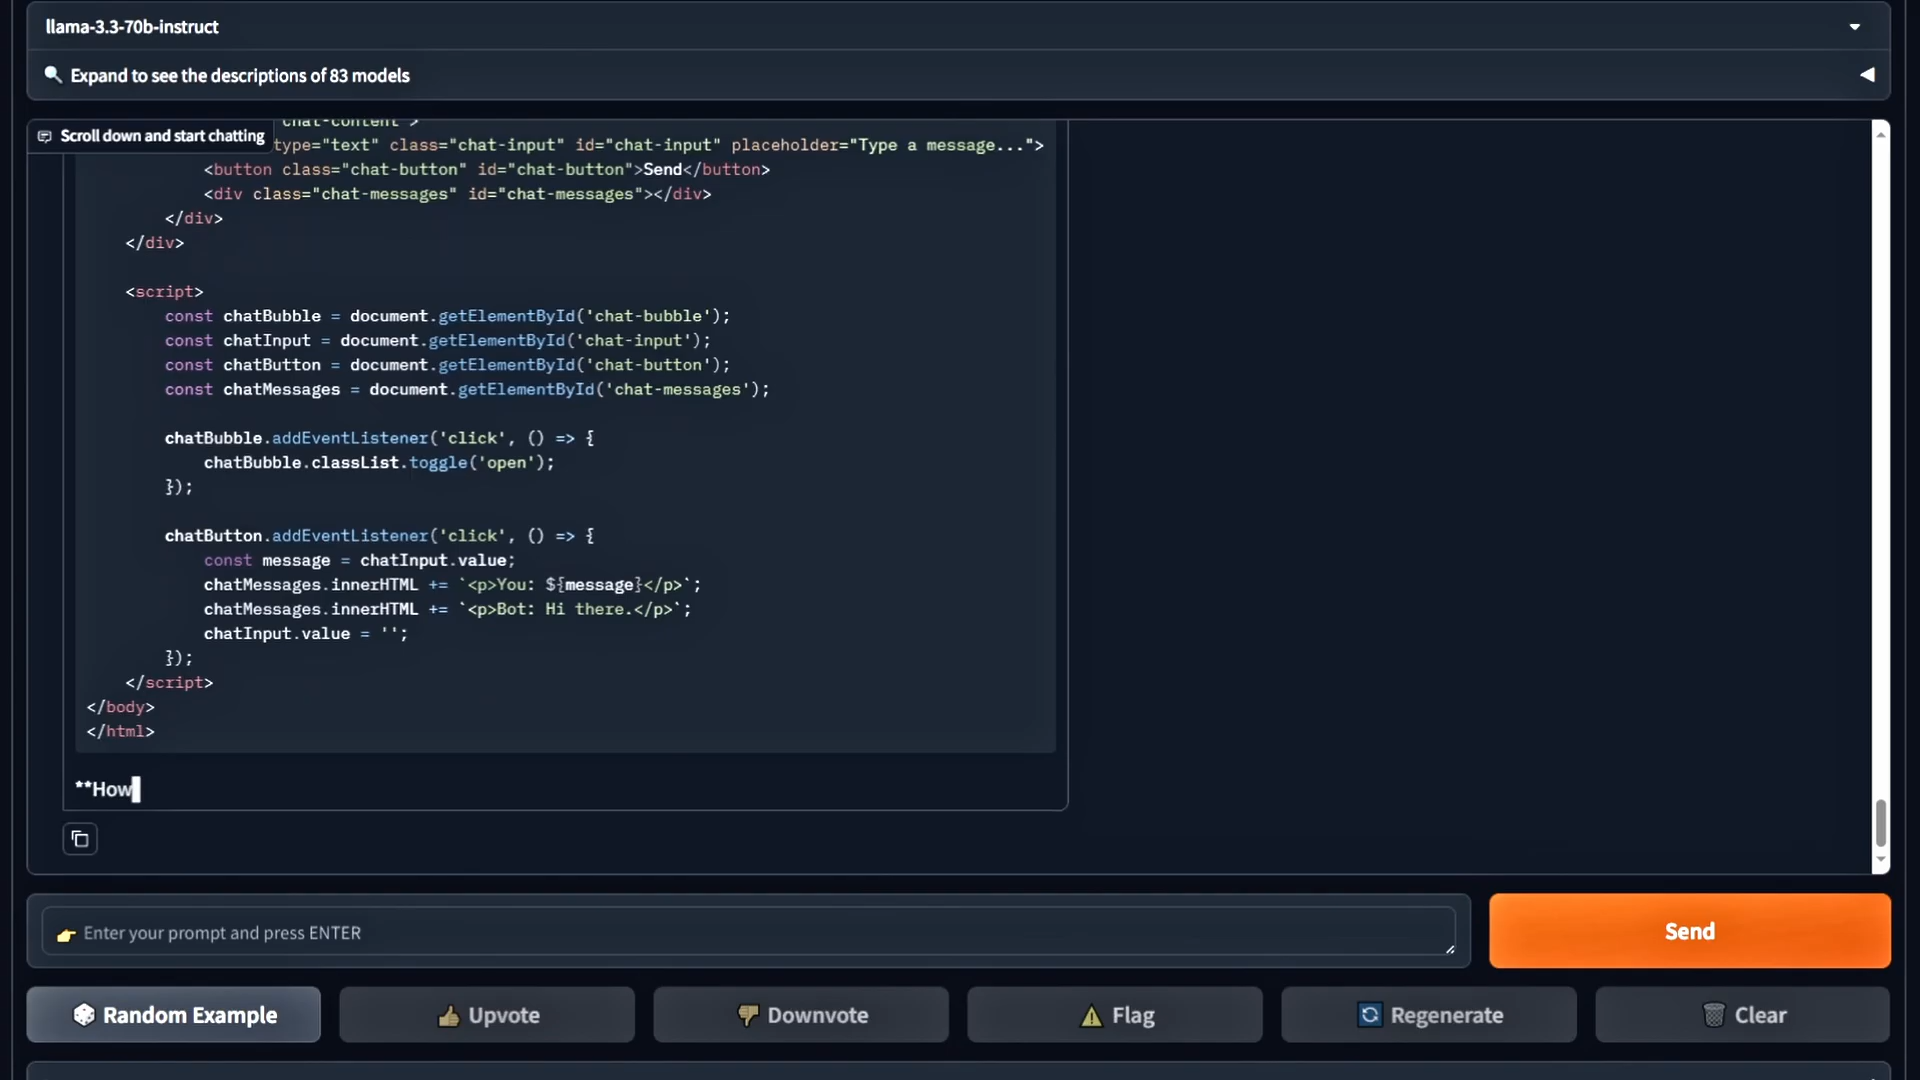 llama-3.3-70b-instruct
Expand to see the descriptions of 83 models
Scroll down and start chatting
chat-content">
type="text" class="chat-input" id="chat-input" placeholder="Type a message...">
<button class="chat-button" id="chat-button">Send</button>
<div class="chat-messages" id="chat-messages"></div>
</div>
</div>
<script>
const chatBubble = document.getElementById('chat-bubble');
const chatInput = document.getElementById('chat-input');
const chatButton = document.getElementById('chat-button');
const chatMessages = document.getElementById('chat-messages');
chatBubble.addEventListener('click', () => {
chatBubble.classList.toggle('open');
});
chatButton.addEventListener('click', () => {
const message = chatInput.value;
chatMessages.innerHTML += `<p>You: ${message}</p>`;
chatMessages.innerHTML += `<p>Bot: Hi there.</p>`;
chatInput.value = '';
});
</script>
</body>
</html>
**How
Enter your prompt and press ENTER
Send
Random Example
Upvote
Downvote
Flag
Regenerate
Clear